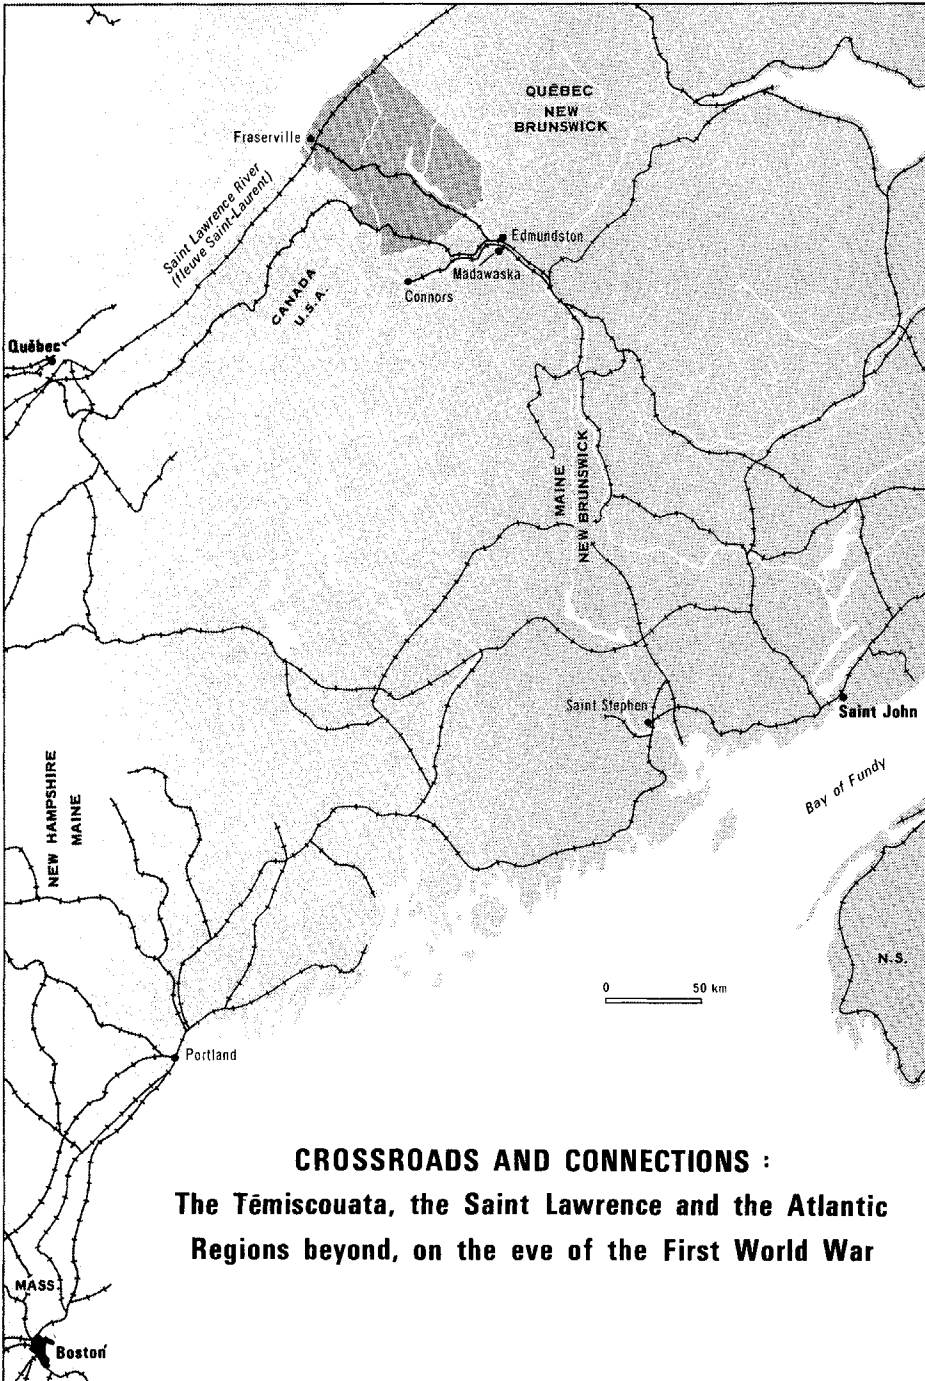 QUÉBEC
NEW
BRUNSWICK
Fraserville
Saint Lawrence River
(fleuve Saint-Laurent)
Edmundston
Madawaska
Connors
CANADA
U.S.A.
Québec
MAINE
NEW BRUNSWICK
Saint Stephen
Saint John
Bay of Fundy
NEW HAMPSHIRE
MAINE
N.S.
0 50 km
Portland
CROSSROADS AND CONNECTIONS :
The Témiscouata, the Saint Lawrence and the Atlantic
Regions beyond, on the eve of the First World War
MASS.
Boston